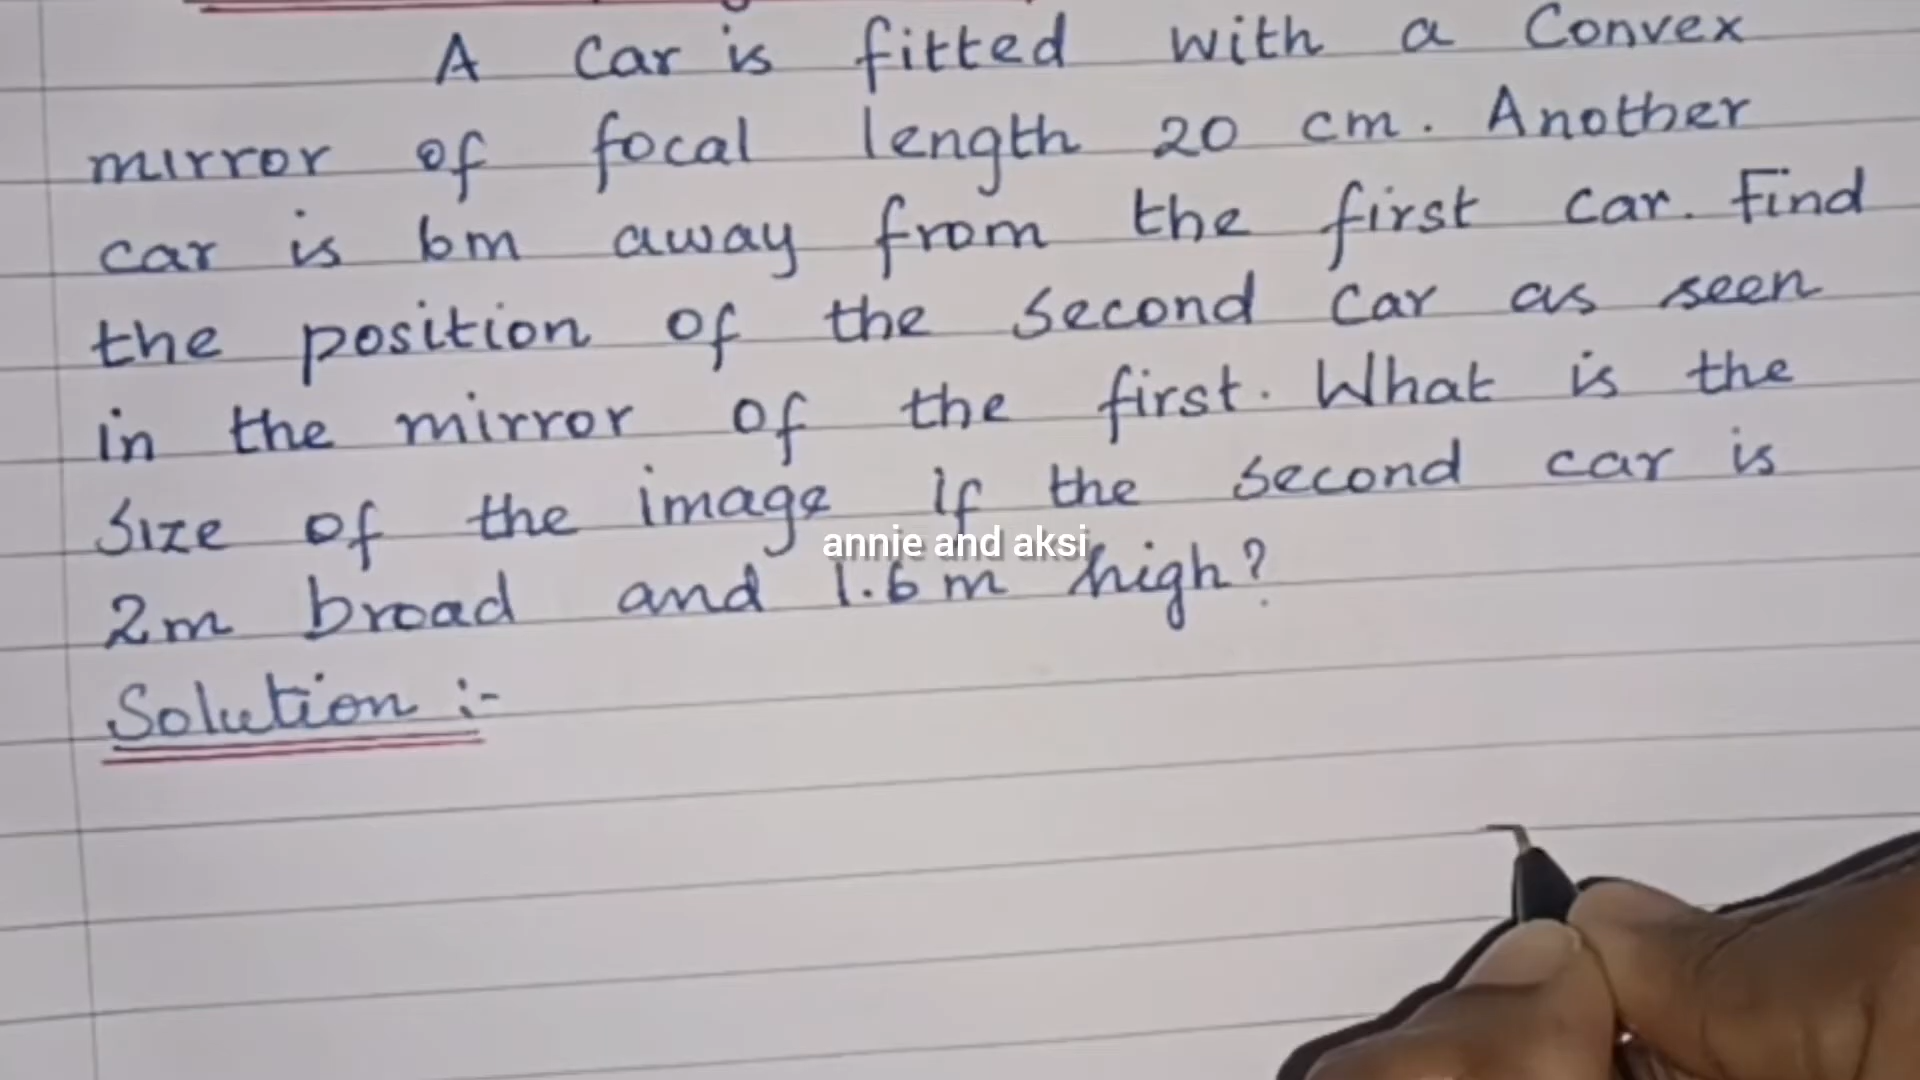 A Car is fitted with a Convex
mirror of focal length 20 cm. Another
car is 6m away from the first car. Find
the position of the second car as seen
in the mirror of the first. What is the
Size of the image if the second car is
annie and aksi
2m broad and 1.6m high?
Solution :-